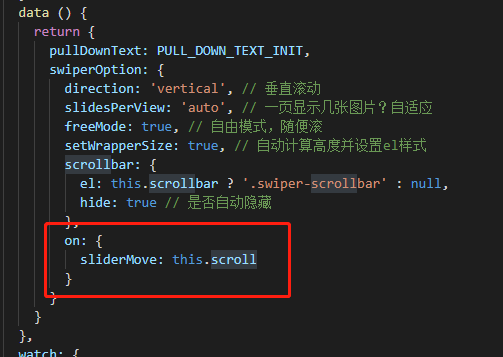 data () {
return {
pullDownText: PULL_DOWN_TEXT_INIT,
swiperOption: {
direction: 'vertical', // 垂直滚动
slidesPerView: 'auto', // 一页显示几张图片？自适应
freeMode: true, // 自由模式，随便滚
setWrapperSize: true, // 自动计算高度并设置el样式
scrollbar: {
el: this.scrollbar ? '.swiper-scrollbar' : null,
hide: true // 是否自动隐藏
},
on: {
sliderMove: this.scroll
}
}
}
},
watch: {